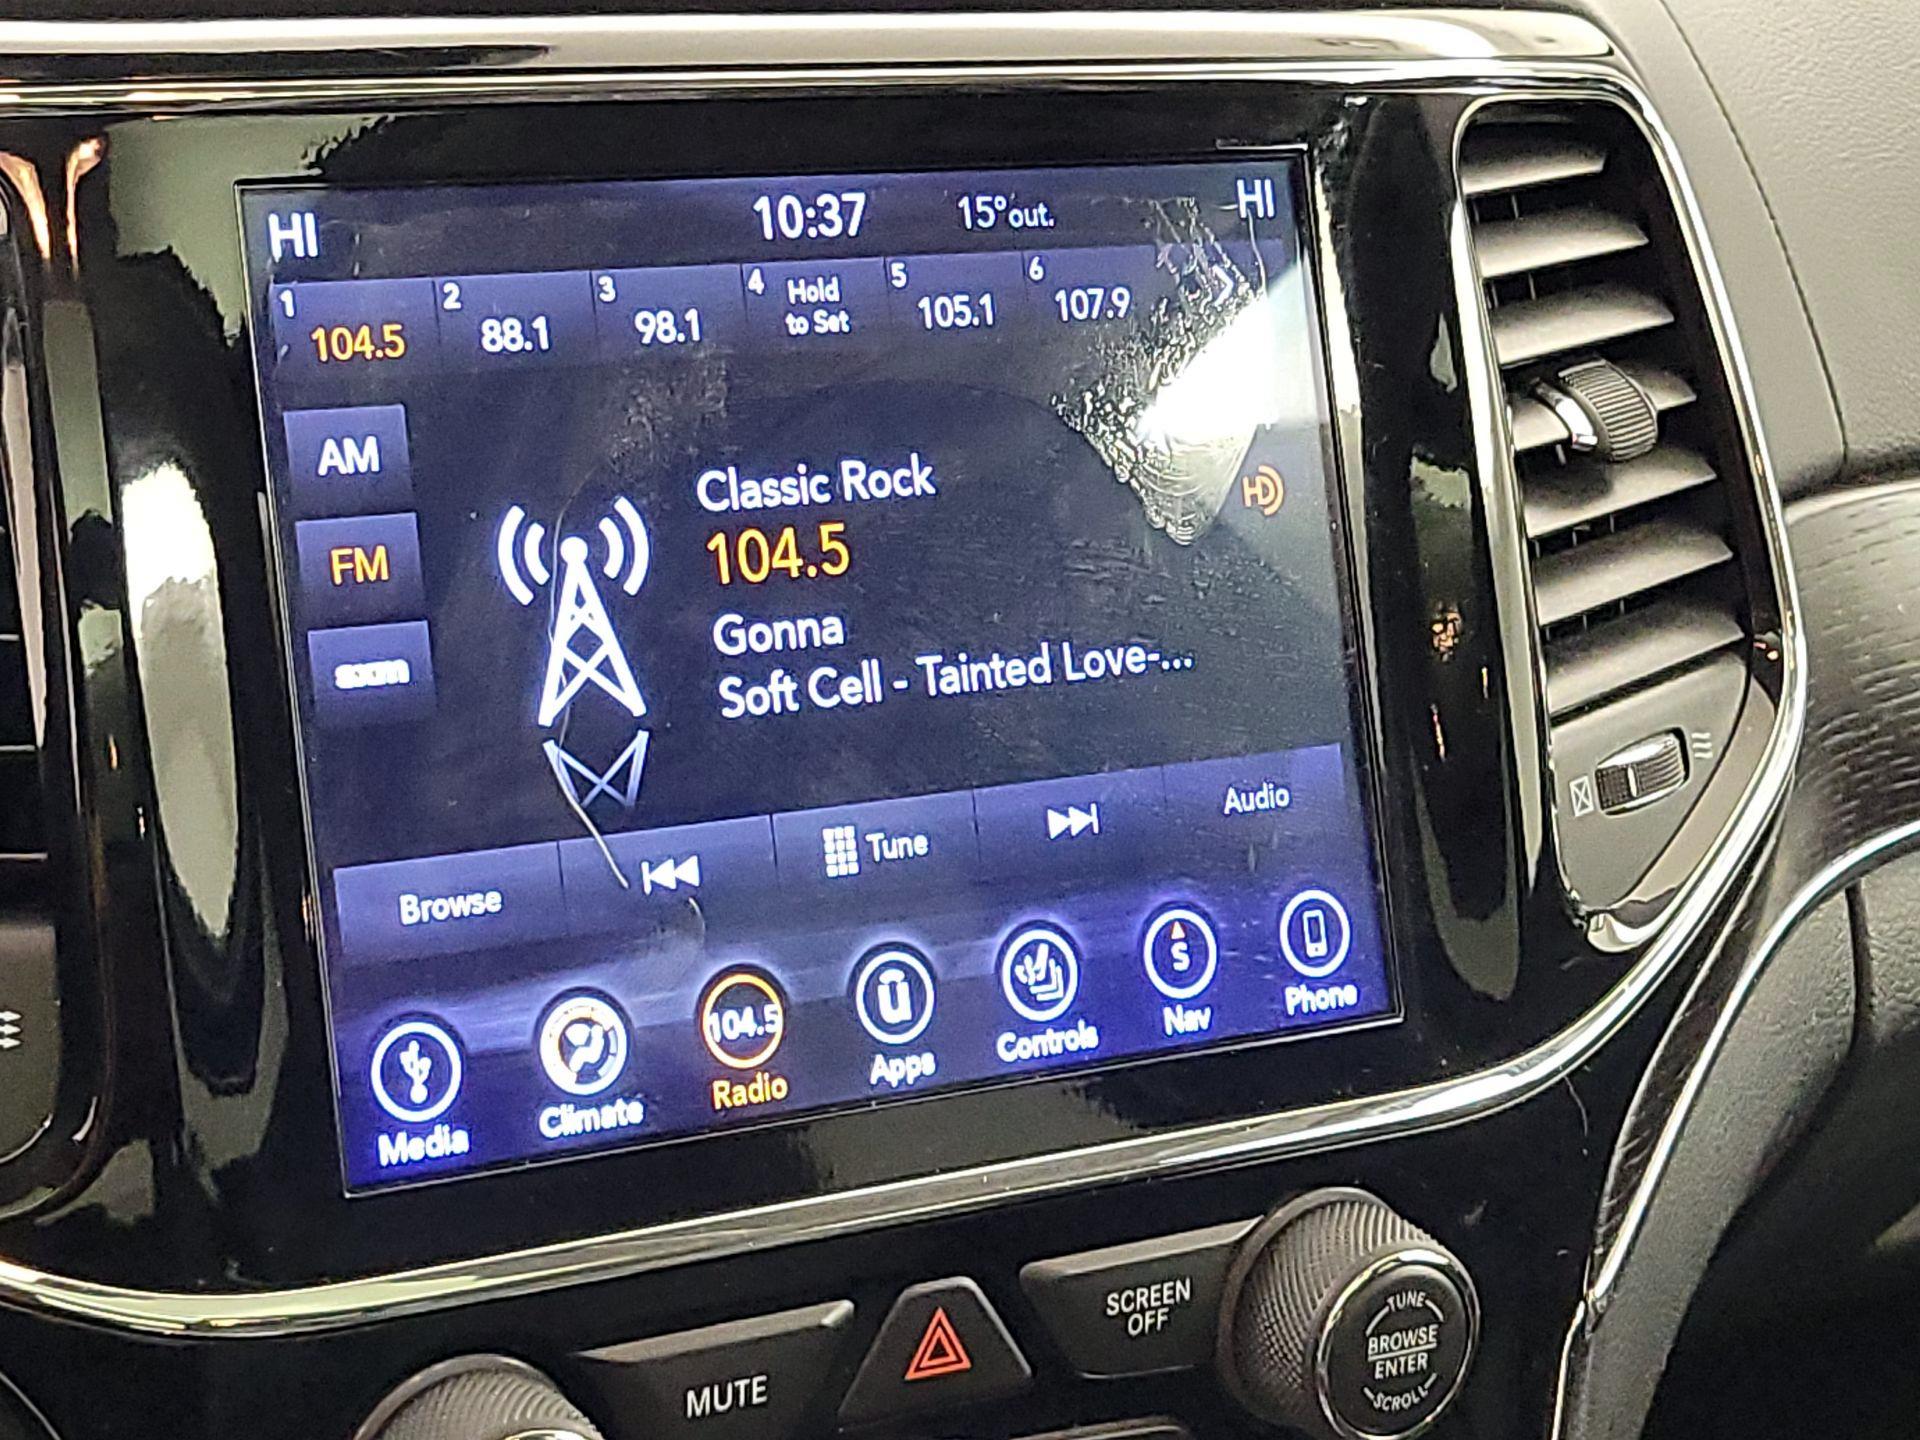 HI 10:37 15° out. HI
1 104.5 2 88.1 3 98.1 4 Hold to Set 5 105.1 6 107.9
AM
FM
sxm
Classic Rock
104.5
HD
Gonna
Soft Cell - Tainted Love-...
Browse Tune Audio
104.5 ū S
Media Climate Radio Apps Controls Nav Phone
MUTE
SCREEN
OFF
TUNE
BROWSE
ENTER
SCROLL